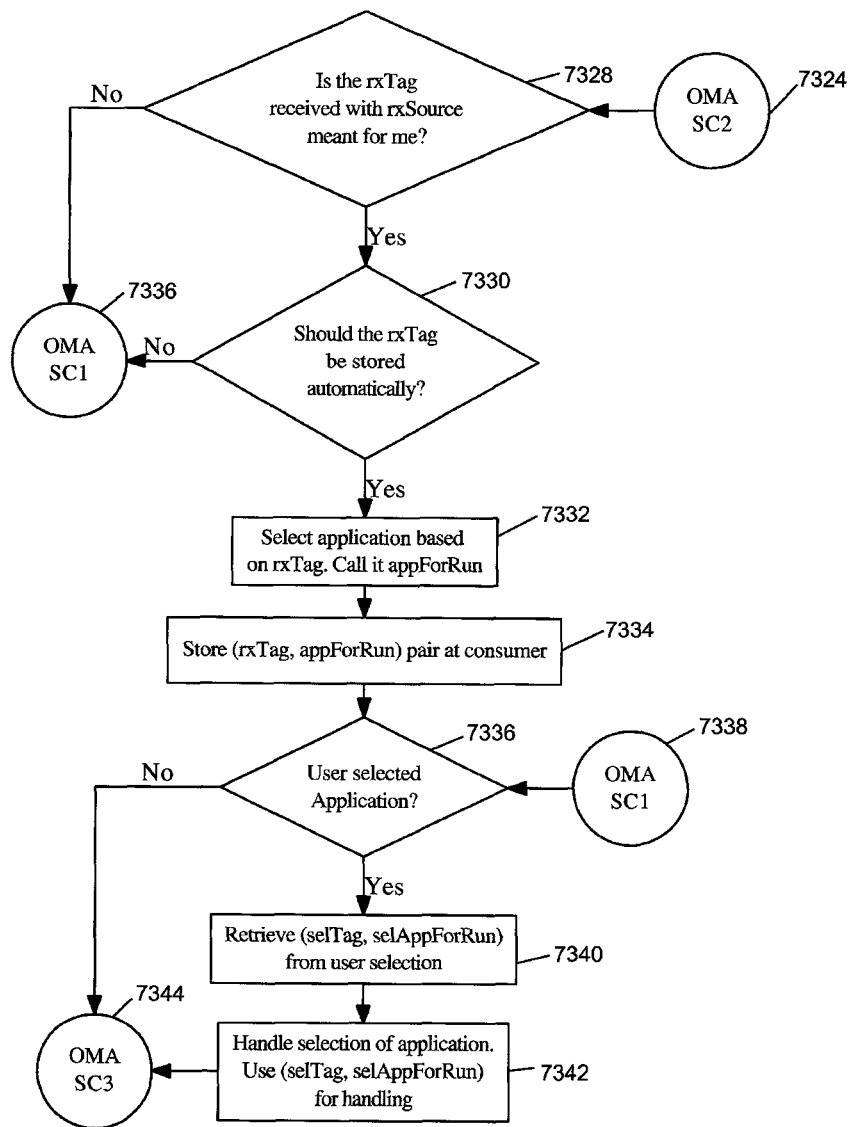 Is the rxTag
received with rxSource
meant for me?
7328
OMA
SC2
7324
No
Yes
7336
OMA
SC1
No
7330
Should the rxTag
be stored
automatically?
Yes
7332
Select application based
on rxTag. Call it appForRun
7334
Store (rxTag, appForRun) pair at consumer
7336
User selected
Application?
7338
OMA
SC1
No
Yes
Retrieve (selTag, selAppForRun)
from user selection
7340
7344
OMA
SC3
Handle selection of application.
Use (selTag, selAppForRun)
for handling
7342